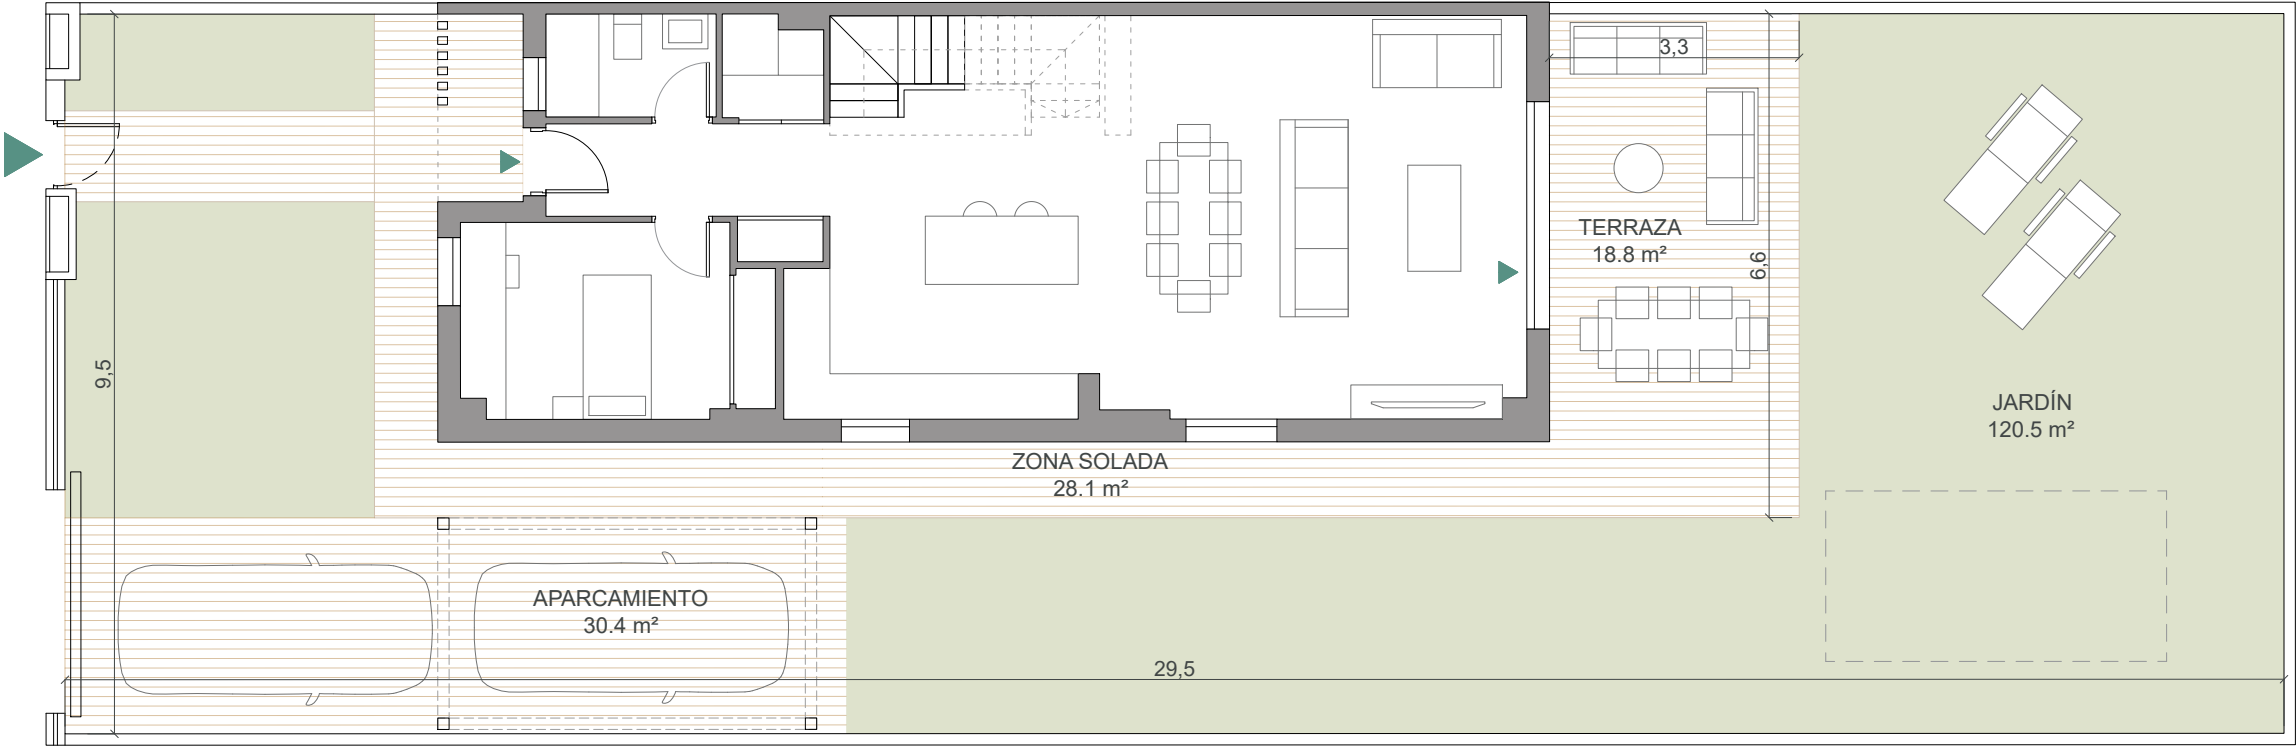 3,3
TERRAZA
18.8 m²
6,6
9,5
JARDÍN
120.5 m²
ZONA SOLADA
28.1 m²
APARCAMIENTO
30.4 m²
29,5